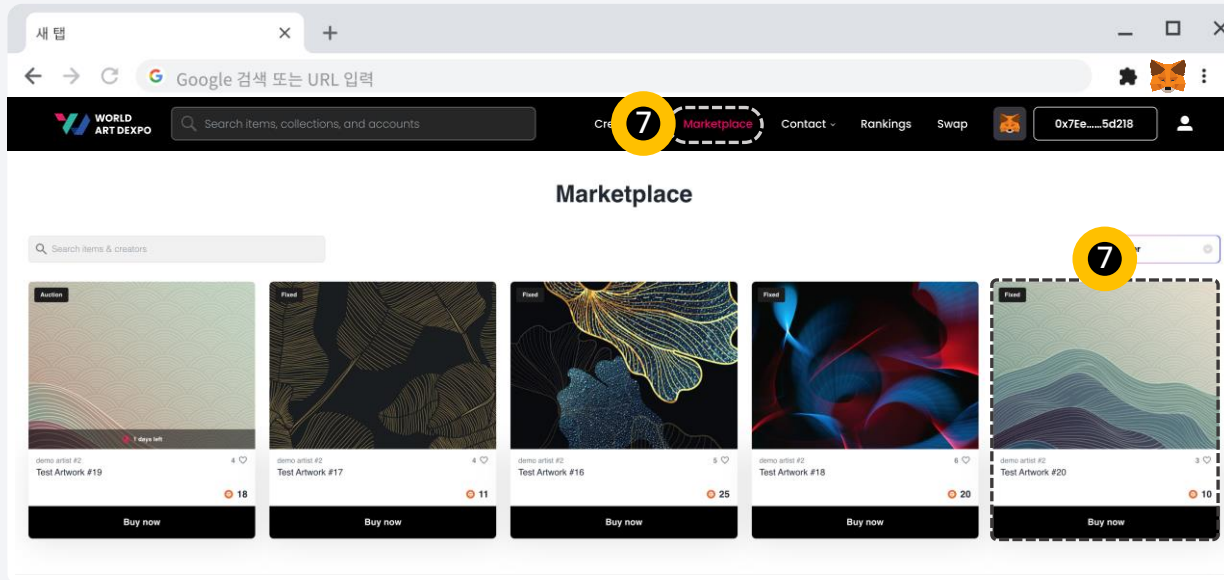 새 탭
Google 검색 또는 URL 입력
WORLD
ART DEXPO
Search items, collections, and accounts
7
Marketplace
Contact
Rankings
Swap
0x7Ee......5d218
Marketplace
Search items & creators
7
Auction
1 days left
demo artist #2
4
Test Artwork #19
18
Buy now
Fixed
demo artist #2
4
Test Artwork #17
11
Buy now
Fixed
demo artist #2
5
Test Artwork #16
25
Buy now
Fixed
demo artist #2
6
Test Artwork #18
20
Buy now
Fixed
demo artist #2
3
Test Artwork #20
10
Buy now